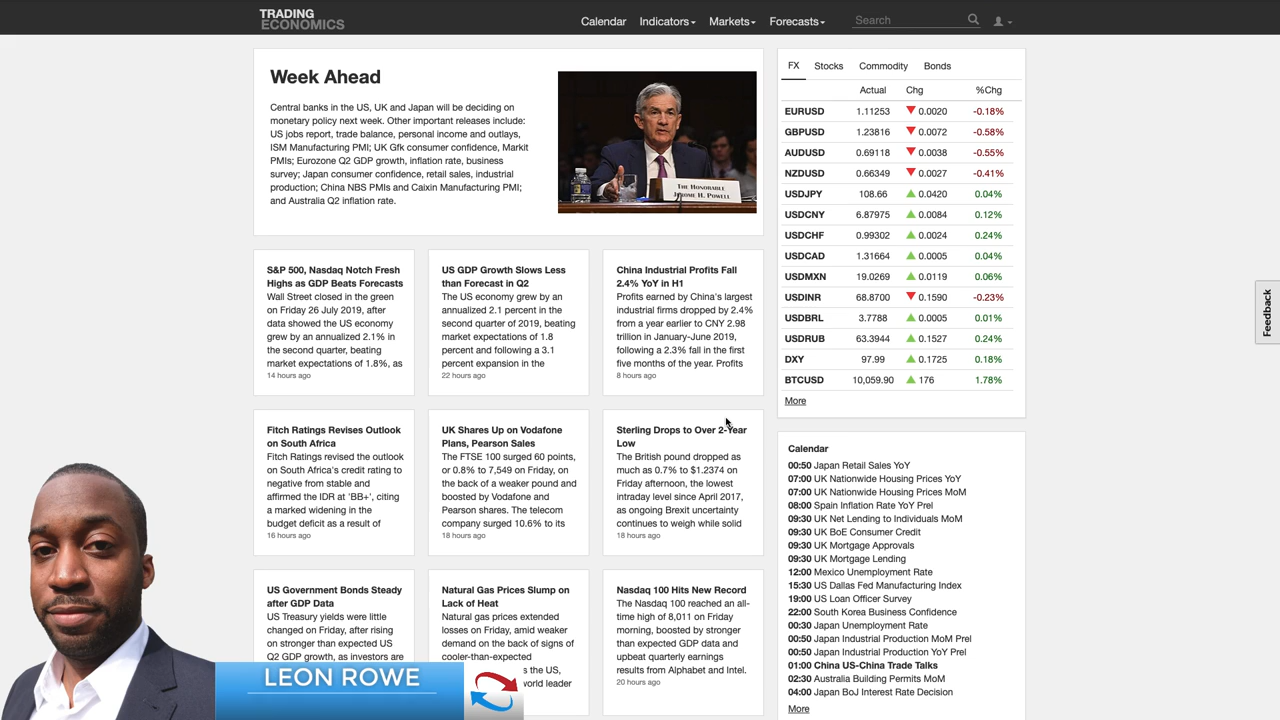 TRADING
ECONOMICS
Calendar
Indicators
Markets
Forecasts
Search
Week Ahead
Central banks in the US, UK and Japan will be deciding on
monetary policy next week. Other important releases include:
US jobs report, trade balance, personal income and outlays,
ISM Manufacturing PMI; UK Gfk consumer confidence, Markit
PMIs; Eurozone Q2 GDP growth, inflation rate, business
survey; Japan consumer confidence, retail sales, industrial
production; China NBS PMIs and Caixin Manufacturing PMI;
and Australia Q2 inflation rate.
THE HONORABLE
JEROME H. POWELL
S&P 500, Nasdaq Notch Fresh
Highs as GDP Beats Forecasts
Wall Street closed in the green
on Friday 26 July 2019, after
data showed the US economy
grew by an annualized 2.1% in
the second quarter, beating
market expectations of 1.8%, as
14 hours ago
US GDP Growth Slows Less
than Forecast in Q2
The US economy grew by an
annualized 2.1 percent in the
second quarter of 2019, beating
market expectations of 1.8
percent and following a 3.1
percent expansion in the
22 hours ago
China Industrial Profits Fall
2.4% YoY in H1
Profits earned by China's largest
industrial firms dropped by 2.4%
from a year earlier to CNY 2.98
trillion in January-June 2019,
following a 2.3% fall in the first
five months of the year. Profits
8 hours ago
Fitch Ratings Revises Outlook
on South Africa
Fitch Ratings revised the outlook
on South Africa's credit rating to
negative from stable and
affirmed the IDR at 'BB+', citing
a marked widening in the
budget deficit as a result of
16 hours ago
UK Shares Up on Vodafone
Plans, Pearson Sales
The FTSE 100 surged 60 points,
or 0.8% to 7,549 on Friday, on
the back of a weaker pound and
boosted by Vodafone and
Pearson shares. The telecom
company surged 10.6% to its
18 hours ago
Sterling Drops to Over 2-Year
Low
The British pound dropped as
much as 0.7% to $1.2374 on
Friday afternoon, the lowest
intraday level since April 2017,
as ongoing Brexit uncertainty
continues to weigh while solid
18 hours ago
US Government Bonds Steady
after GDP Data
US Treasury yields were little
changed on Friday, after rising
on stronger than expected US
Q2 GDP growth, as investors are
Natural Gas Prices Slump on
Lack of Heat
Natural gas prices extended
losses on Friday, amid weaker
demand on the back of signs of
cooler-than-expected
s the US,
world leader
Nasdaq 100 Hits New Record
The Nasdaq 100 reached an all-
time high of 8,011 on Friday
morning, boosted by stronger
than expected GDP data and
upbeat quarterly earnings
results from Alphabet and Intel.
20 hours ago
FX Stocks Commodity Bonds
Actual Chg %Chg
EURUSD 1.11253 0.0020 -0.18%
GBPUSD 1.23816 0.0072 -0.58%
AUDUSD 0.69118 0.0038 -0.55%
NZDUSD 0.66349 0.0027 -0.41%
USDJPY 108.66 0.0420 0.04%
USDCNY 6.87975 0.0084 0.12%
USDCHF 0.99302 0.0024 0.24%
USDCAD 1.31664 0.0005 0.04%
USDMXN 19.0269 0.0119 0.06%
USDINR 68.8700 0.1590 -0.23%
USDBRL 3.7788 0.0005 0.01%
USDRUB 63.3944 0.1527 0.24%
DXY 97.99 0.1725 0.18%
BTCUSD 10,059.90 176 1.78%
More
Calendar
00:50 Japan Retail Sales YoY
07:00 UK Nationwide Housing Prices YoY
07:00 UK Nationwide Housing Prices MoM
08:00 Spain Inflation Rate YoY Prel
09:30 UK Net Lending to Individuals MoM
09:30 UK BoE Consumer Credit
09:30 UK Mortgage Approvals
09:30 UK Mortgage Lending
12:00 Mexico Unemployment Rate
15:30 US Dallas Fed Manufacturing Index
19:00 US Loan Officer Survey
22:00 South Korea Business Confidence
00:30 Japan Unemployment Rate
00:50 Japan Industrial Production MoM Prel
00:50 Japan Industrial Production YoY Prel
01:00 China US-China Trade Talks
02:30 Australia Building Permits MoM
04:00 Japan BoJ Interest Rate Decision
More
Feedback
LEON ROWE